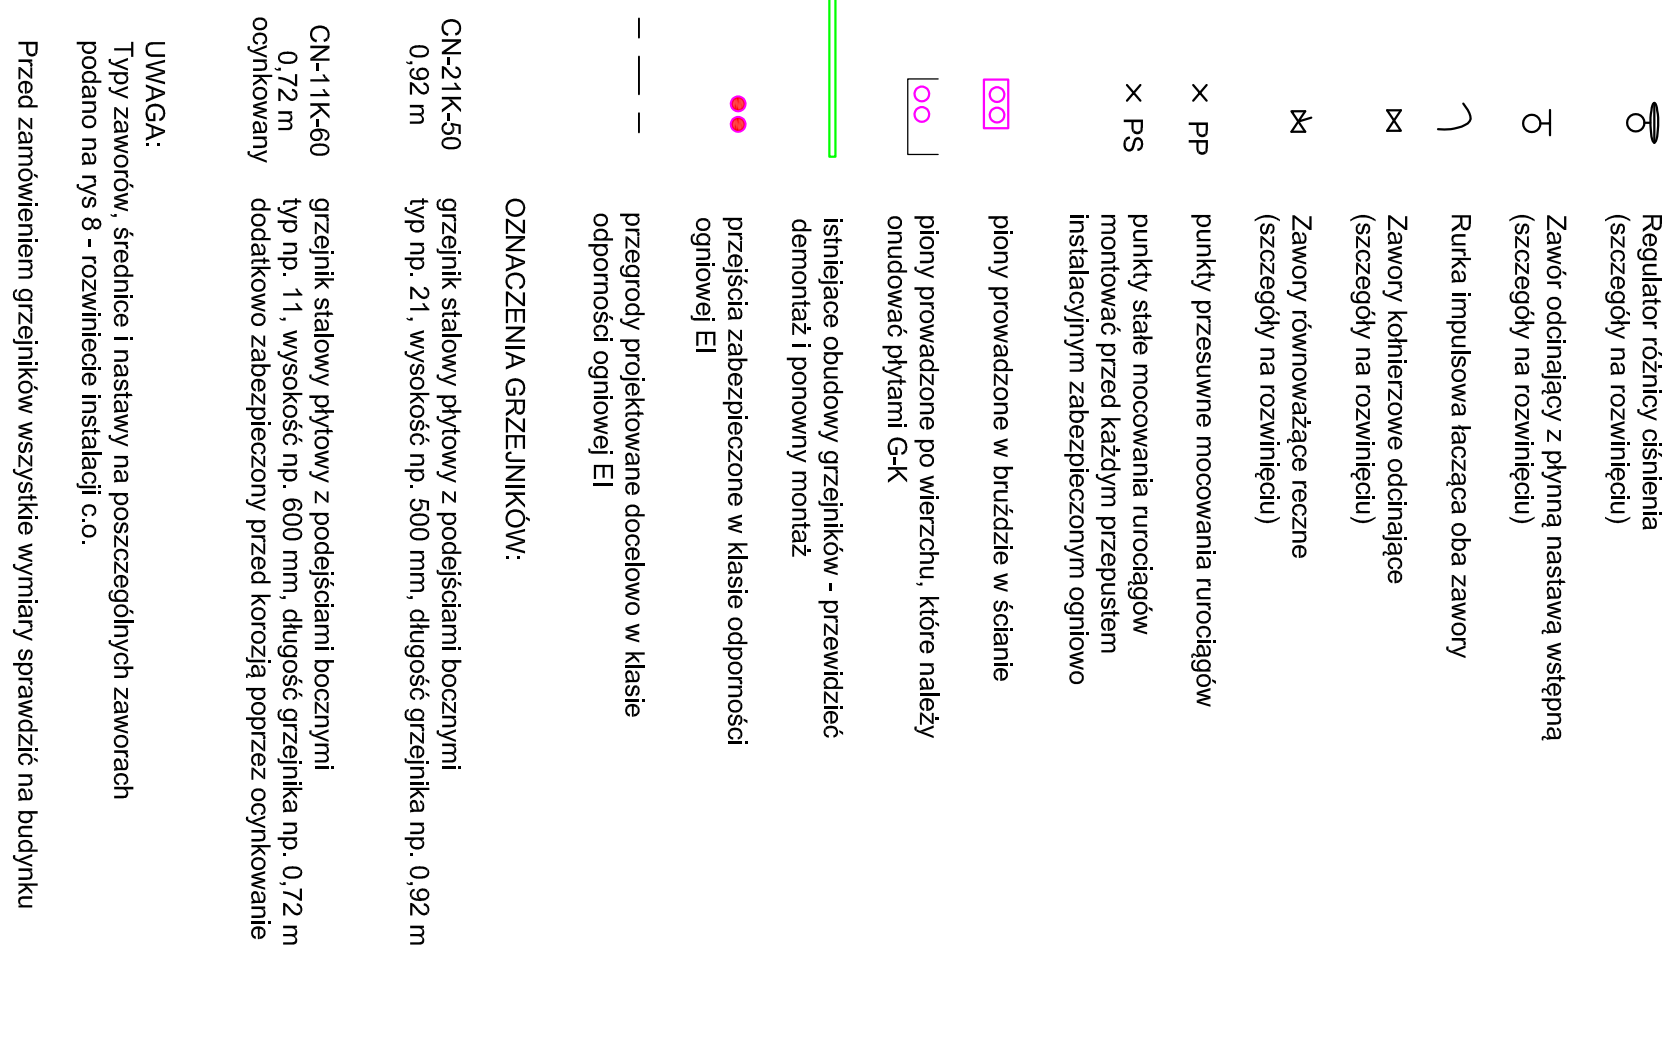 Regulator różnicy ciśnienia
(szczegóły na rozwinięciu)
Zawór odcinający z płynną nastawą wstępną
(szczegóły na rozwinięciu)
Rurka impulsowa łacząca oba zawory
Zawory kołnierzowe odcinające
(szczegóły na rozwinięciu)
Zawory równoważące reczne
(szczegóły na rozwinięciu)
PP punkty przesuwne mocowania rurociągów
PS punkty stałe mocowania rurociągów
montować przed każdym przepustem
instalacyjnym zabezpieczonym ogniowo
piony prowadzone w bruździe w ścianie
piony prowadzone po wierzchu, które należy
onudować płytami G-K
istniejace obudowy grzejników - przewidzieć
demontaż i ponowny montaż
przejścia zabezpieczone w klasie odporności
ogniowej EI
przegrody projektowane docelowo w klasie
odporności ogniowej EI
OZNACZENIA GRZEJNIKÓW:
CN-21K-50 grzejnik stalowy płytowy z podejściami bocznymi
0,92 m typ np. 21, wysokość np. 500 mm, długość grzejnika np. 0,92 m
CN-11K-60 grzejnik stalowy płytowy z podejściami bocznymi
0,72 m typ np. 11, wysokość np. 600 mm, długość grzejnika np. 0,72 m
ocynkowany dodatkowo zabezpieczony przed korozją poprzez ocynkowanie
UWAGA:
Typy zaworów, średnice i nastawy na poszczególnych zaworach
podano na rys 8 - rozwiniecie instalacji c.o.
Przed zamówieniem grzejników wszystkie wymiary sprawdzić na budynku